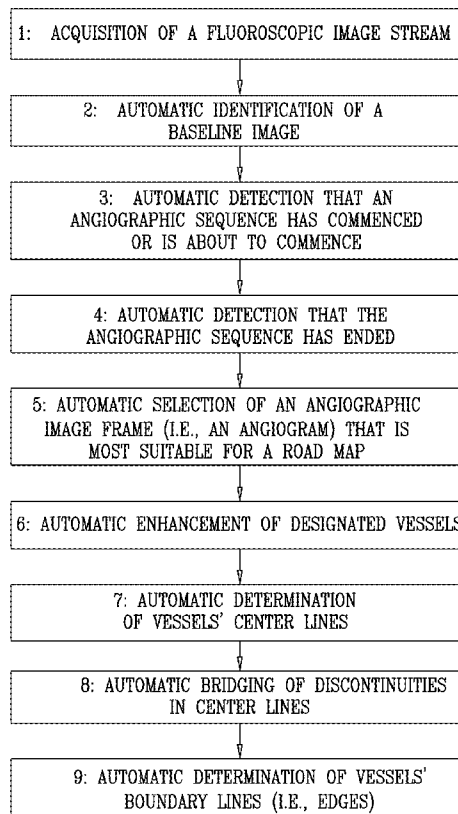 1: ACQUISITION OF A FLUOROSCOPIC IMAGE STREAM
2: AUTOMATIC IDENTIFICATION OF A
BASELINE IMAGE
3: AUTOMATIC DETECTION THAT AN
ANGIOGRAPHIC SEQUENCE HAS COMMENCED
OR IS ABOUT TO COMMENCE
4: AUTOMATIC DETECTION THAT THE
ANGIOGRAPHIC SEQUENCE HAS ENDED
5: AUTOMATIC SELECTION OF AN ANGIOGRAPHIC
IMAGE FRAME (I.E., AN ANGIOGRAM) THAT IS
MOST SUITABLE FOR A ROAD MAP
6: AUTOMATIC ENHANCEMENT OF DESIGNATED VESSELS
7: AUTOMATIC DETERMINATION
OF VESSELS' CENTER LINES
8: AUTOMATIC BRIDGING OF DISCONTINUITIES
IN CENTER LINES
9: AUTOMATIC DETERMINATION OF VESSELS'
BOUNDARY LINES (I.E., EDGES)